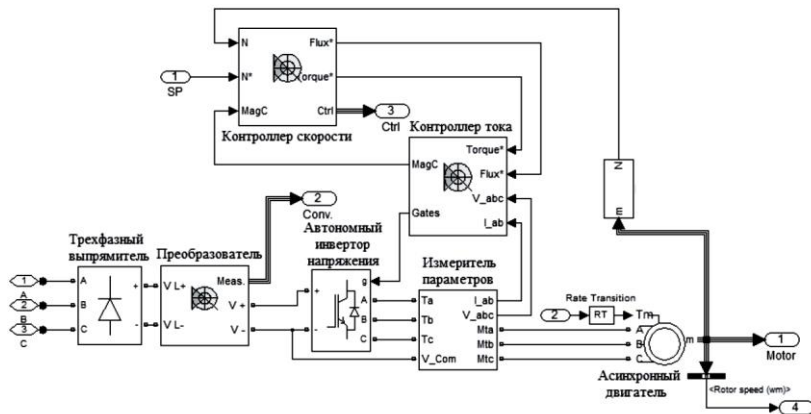 N
Flux*
1
SP
N*
orque*
MagC
Ctrl
3
Ctrl
Контроллер скорости
Контроллер тока
Torque*
MagC
Flux*
V_abc
Gates
I_ab
N
m
2
Conv.
Трехфазный
выпрямитель
Преобразователь
Автономный
инвертор
напряжения
Измеритель
параметров
1
A
2
B
3
C
A
B
C
+
-
V L+
V L-
Meas.
V +
V -
+
-
g
A
B
C
Ta
Tb
Tc
V_Com
I_ab
V_abc
Mta
Mtb
Mtc
Rate Transition
2
RT
Tm
A
B
C
m
1
Motor
Асинхронный
двигатель
<Rotor speed (wm)>
4